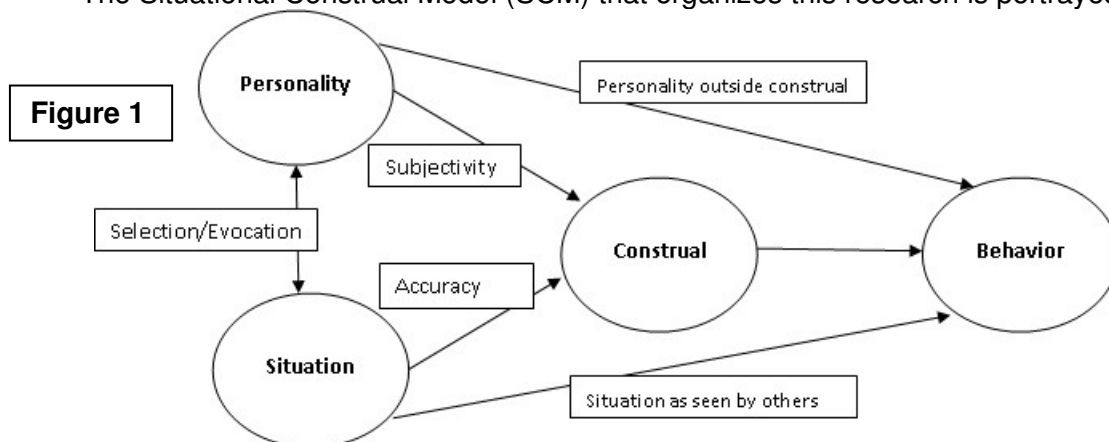 The Situational Construal Model (SCM) that organizes this research is portrayed
Personality
Personality outside construal
Figure 1
Subjectivity
Selection/Evocation
Construal
Behavior
Accuracy
Situation
Situation as seen by others